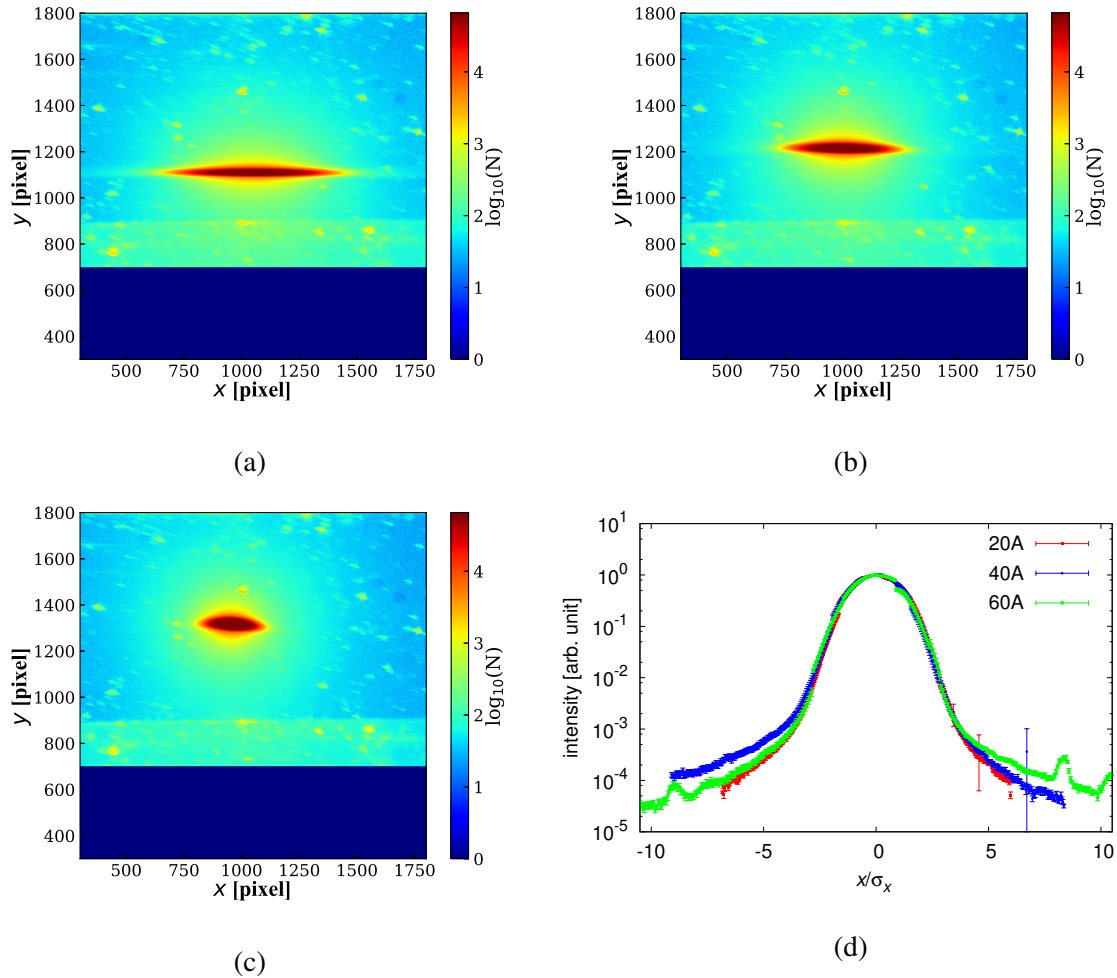 1800
1600
1400
1200
1000
800
600
400
y [pixel]
500 750 1000 1250 1500 1750
x [pixel]
4
3
2
1
0
log10(N)
(a)
1800
1600
1400
1200
1000
800
600
400
y [pixel]
500 750 1000 1250 1500 1750
x [pixel]
4
3
2
1
0
log10(N)
(b)
1800
1600
1400
1200
1000
800
600
400
y [pixel]
500 750 1000 1250 1500 1750
x [pixel]
4
3
2
1
0
log10(N)
(c)
10^1
10^0
10^-1
10^-2
10^-3
10^-4
10^-5
intensity [arb. unit]
20A
40A
60A
-10 -5 0 5 10
x/σx
(d)